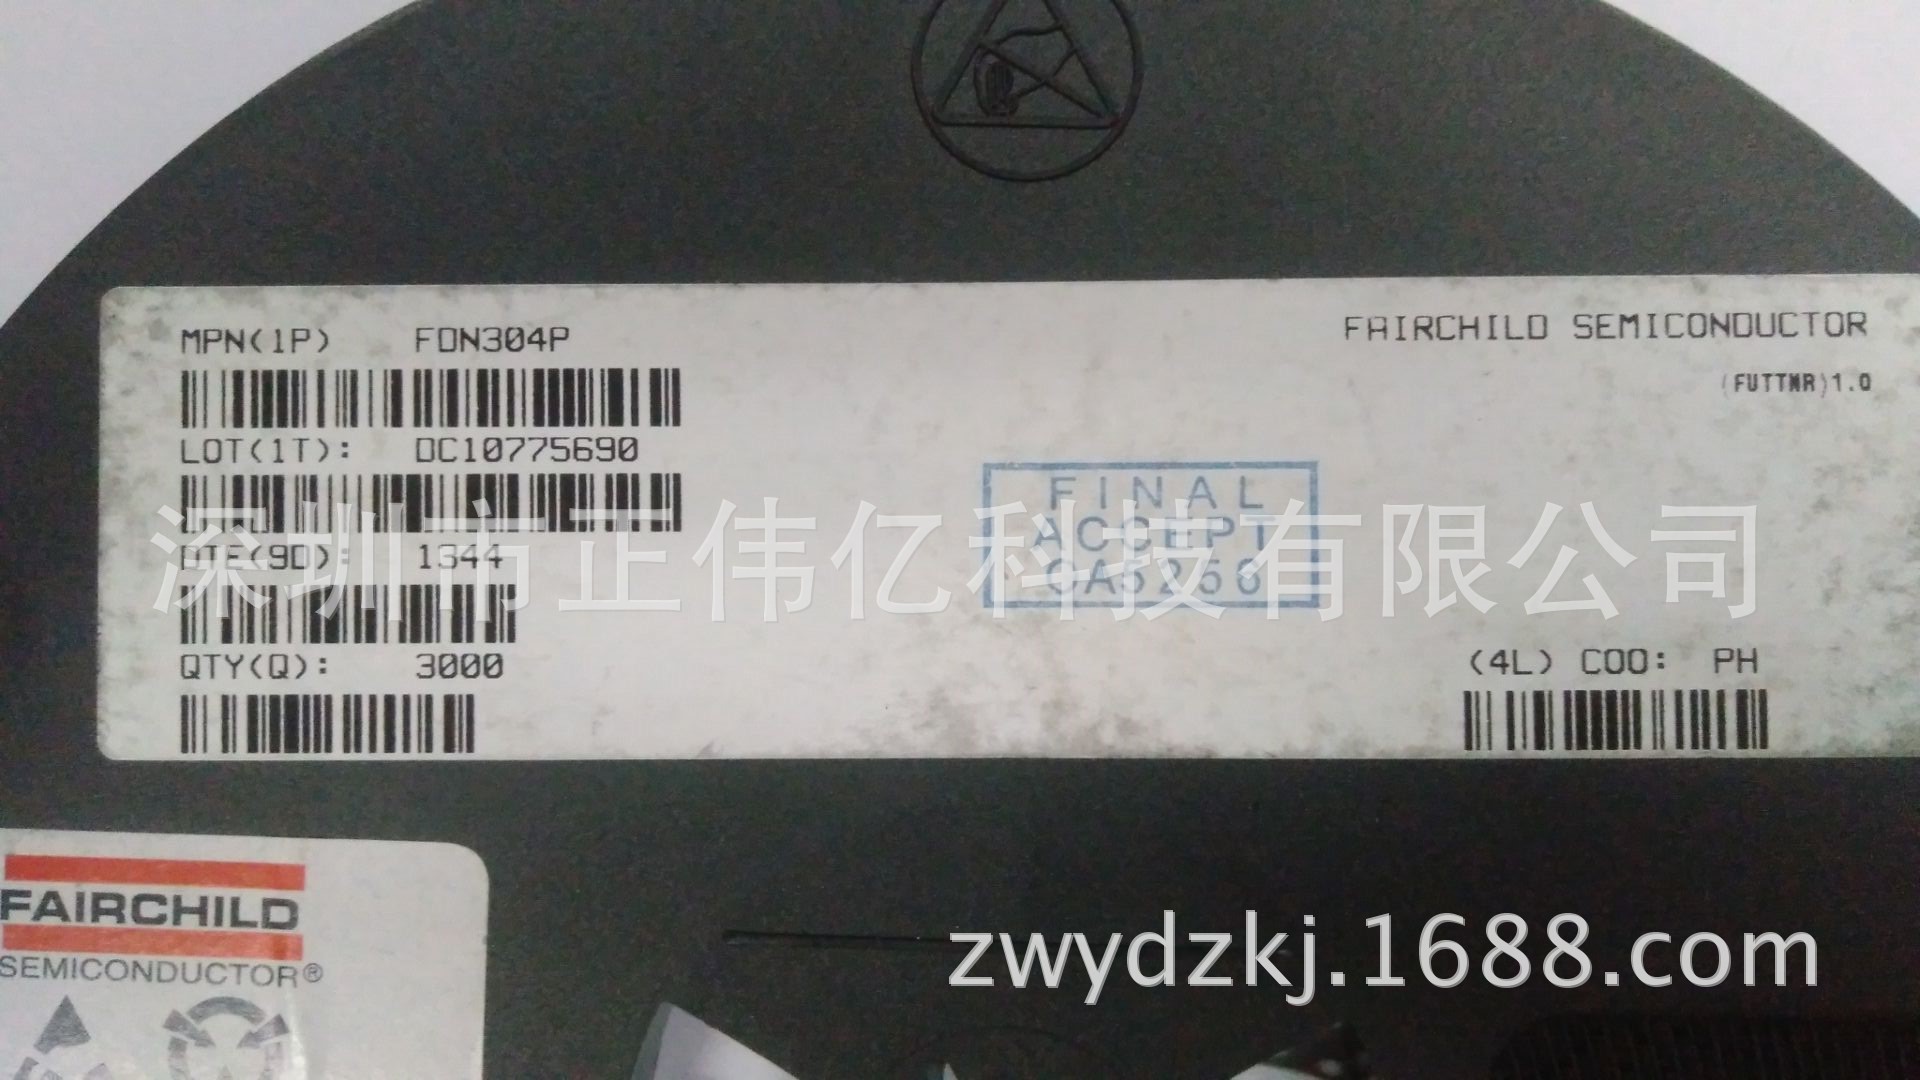 MPN(1P) FDN304P
FAIRCHILD SEMICONDUCTOR
(FUTTNR)1.0
LOT(1T): DC10775690
FINAL
ACCEPT
CA5256
深圳市正伟亿科技有限公司
DTE(9D): 1344
QTY(Q): 3000
(4L) COO: PH
FAIRCHILD
SEMICONDUCTOR®
zwydzkj.1688.com